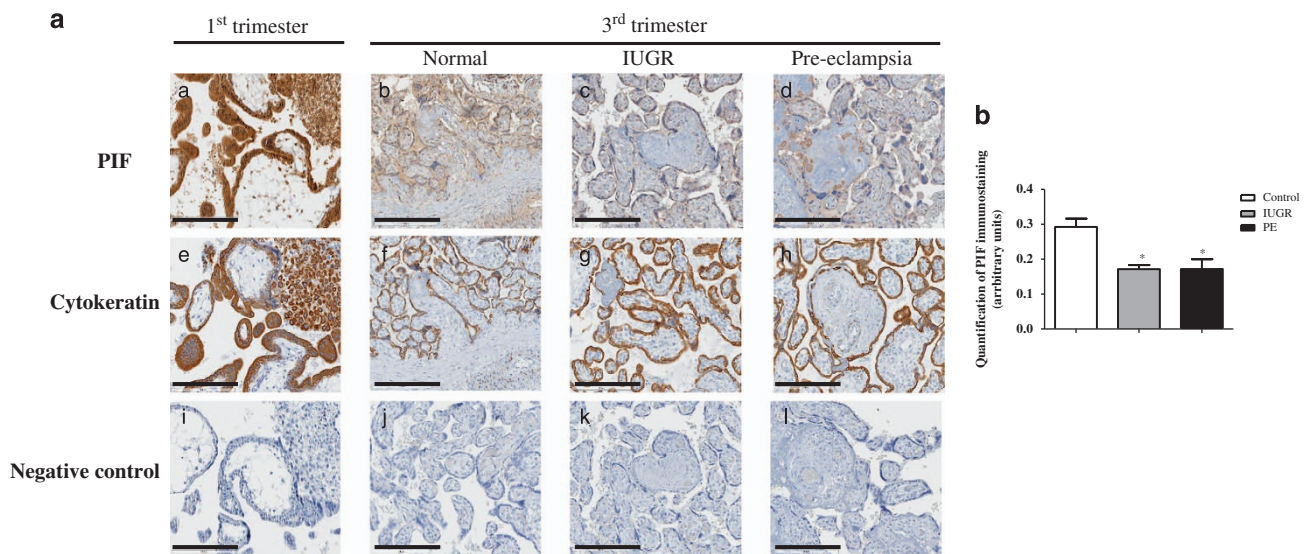 a
1st trimester
3rd trimester
Normal
IUGR
Pre-eclampsia
PIF
a
b
c
d
Cytokeratin
e
f
g
h
Negative control
i
j
k
l
b
Quantification of PIF immunostaining
(arrbitrary units)
0.4
0.3
0.2
0.1
0.0
*
*
Control
IUGR
PE